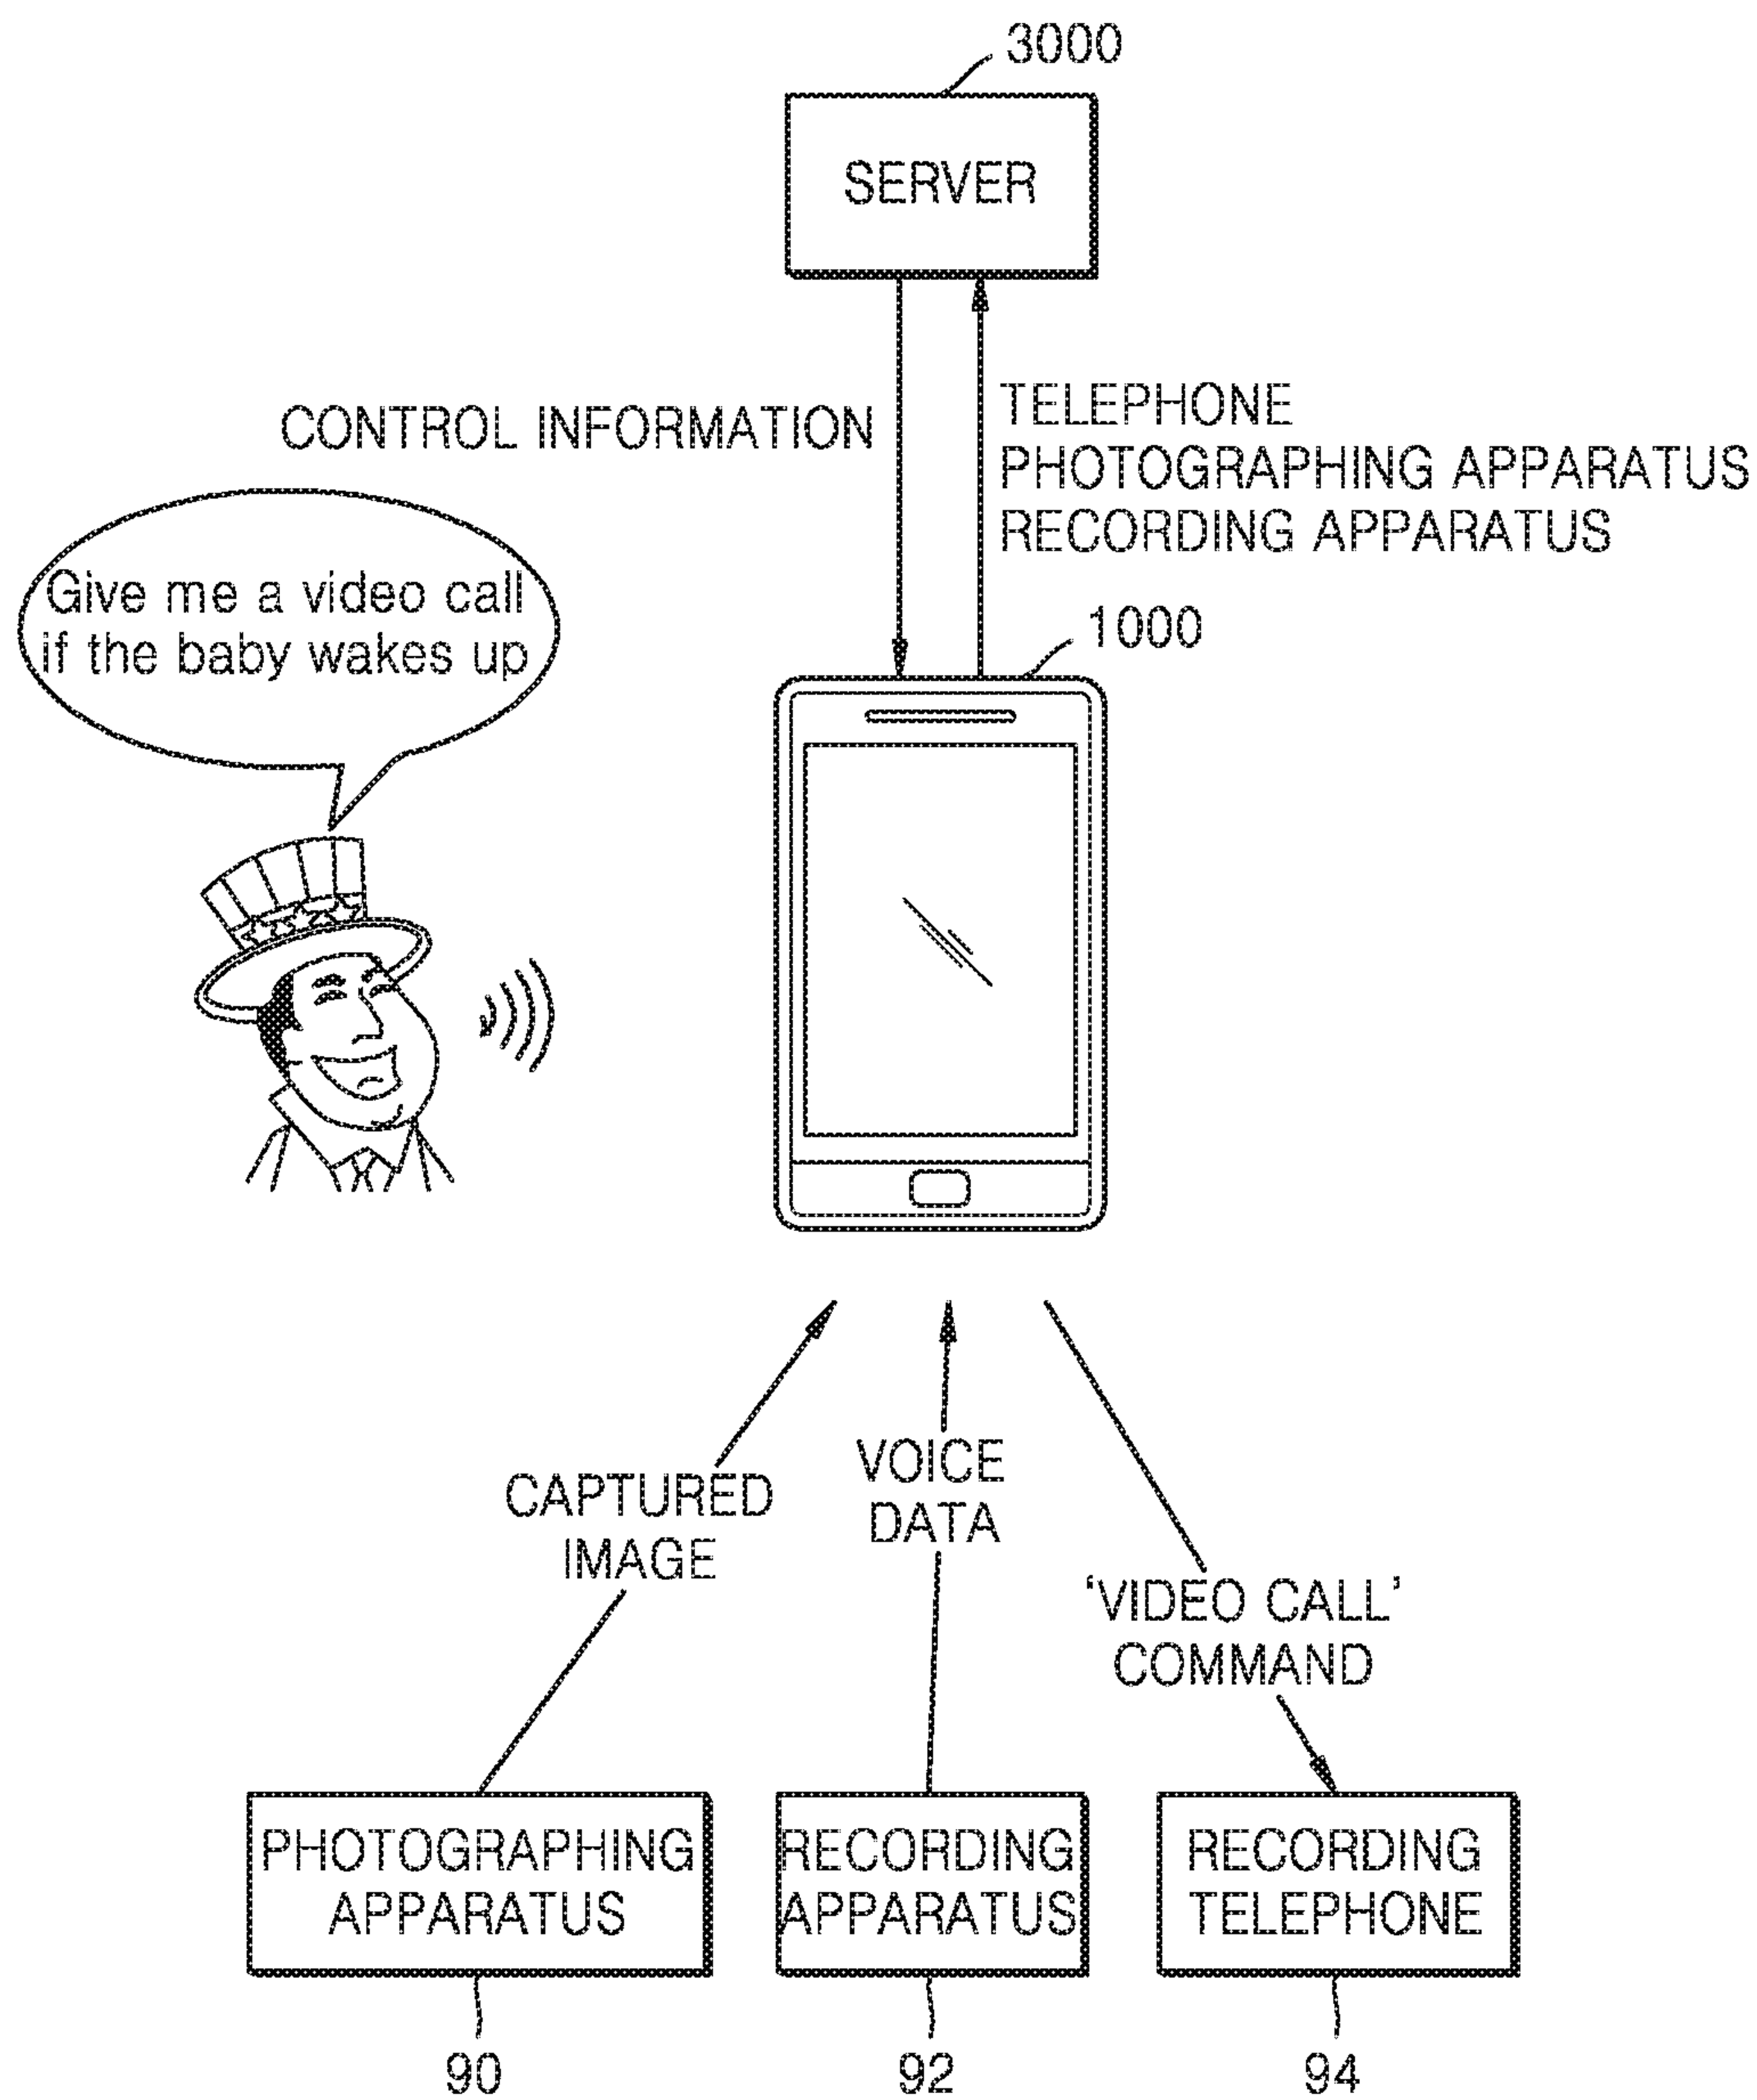 3000
SERVER
CONTROL INFORMATION
TELEPHONE
PHOTOGRAPHING APPARATUS
RECORDING APPARATUS
Give me a video call
if the baby wakes up
1000
CAPTURED
IMAGE
VOICE
DATA
‘VIDEO CALL’
COMMAND
PHOTOGRAPHING
APPARATUS
RECORDING
APPARATUS
RECORDING
TELEPHONE
90
92
94